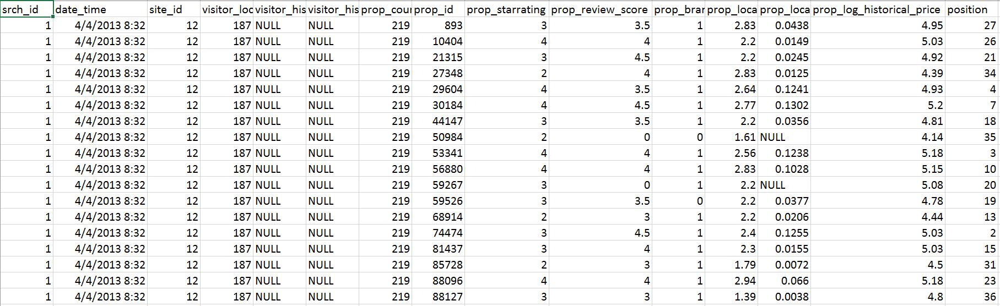 srch_id date_time site_id visitor_loc visitor_his visitor_his prop_cour prop_id prop_starrating prop_review_score prop_brar prop_loca prop_loca prop_log_historical_price position
1 4/4/2013 8:32 12 187 NULL NULL 219 893 3 3.5 1 2.83 0.0438 4.95 27
1 4/4/2013 8:32 12 187 NULL NULL 219 10404 4 4 1 2.2 0.0149 5.03 26
1 4/4/2013 8:32 12 187 NULL NULL 219 21315 3 4.5 1 2.2 0.0245 4.92 21
1 4/4/2013 8:32 12 187 NULL NULL 219 27348 2 4 1 2.83 0.0125 4.39 34
1 4/4/2013 8:32 12 187 NULL NULL 219 29604 4 3.5 1 2.64 0.1241 4.93 4
1 4/4/2013 8:32 12 187 NULL NULL 219 30184 4 4.5 1 2.77 0.1302 5.2 7
1 4/4/2013 8:32 12 187 NULL NULL 219 44147 3 3.5 1 2.2 0.0356 4.81 18
1 4/4/2013 8:32 12 187 NULL NULL 219 50984 2 0 0 1.61 NULL 4.14 35
1 4/4/2013 8:32 12 187 NULL NULL 219 53341 4 4 1 2.56 0.1238 5.18 3
1 4/4/2013 8:32 12 187 NULL NULL 219 56880 4 4 1 2.83 0.1028 5.15 10
1 4/4/2013 8:32 12 187 NULL NULL 219 59267 3 0 1 2.2 NULL 5.08 20
1 4/4/2013 8:32 12 187 NULL NULL 219 59526 3 3.5 0 2.2 0.0377 4.78 19
1 4/4/2013 8:32 12 187 NULL NULL 219 68914 2 3 1 2.2 0.0206 4.44 13
1 4/4/2013 8:32 12 187 NULL NULL 219 74474 3 4.5 1 2.4 0.1255 5.03 2
1 4/4/2013 8:32 12 187 NULL NULL 219 81437 3 4 1 2.3 0.0155 5.03 15
1 4/4/2013 8:32 12 187 NULL NULL 219 85728 2 3 1 1.79 0.0072 4.5 31
1 4/4/2013 8:32 12 187 NULL NULL 219 88096 4 4 1 2.94 0.066 5.18 23
1 4/4/2013 8:32 12 187 NULL NULL 219 88127 3 3 1 1.39 0.0038 4.8 36